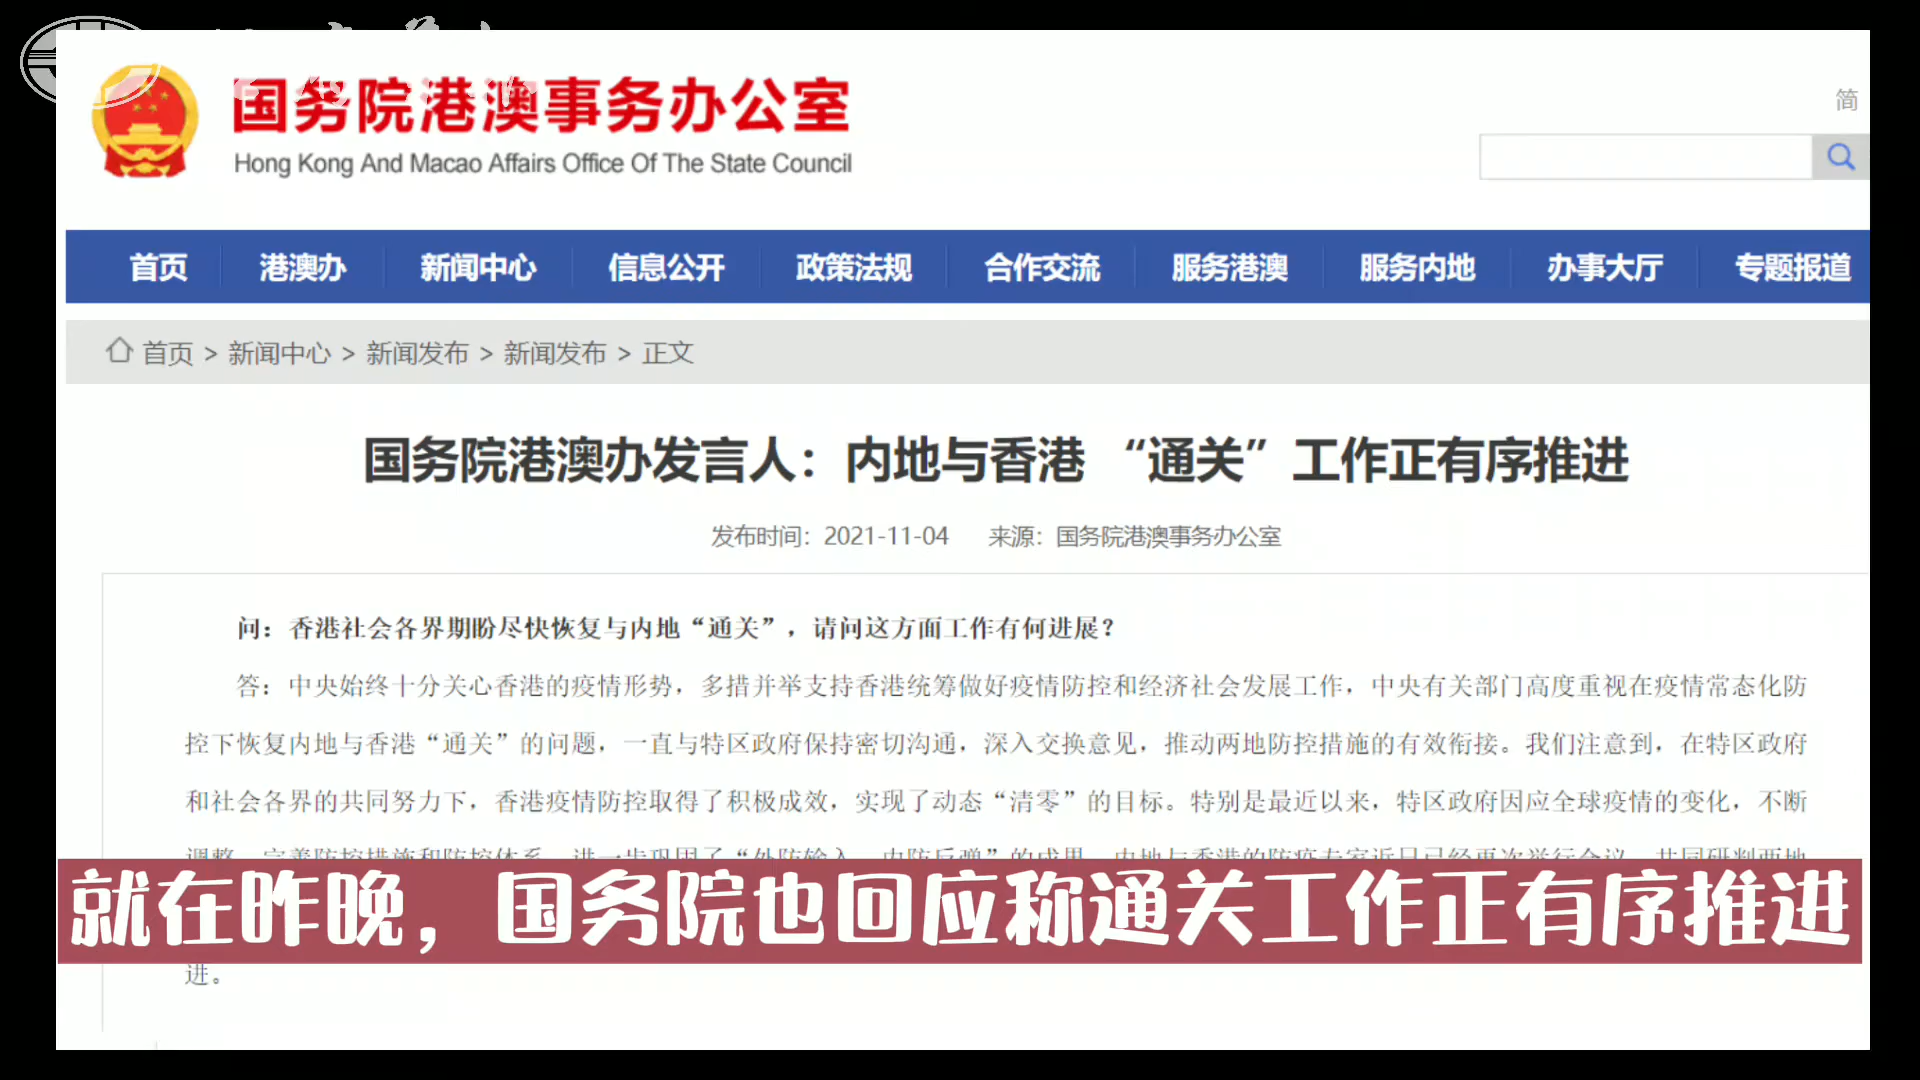 国务院港澳事务办公室
Hong Kong And Macao Affairs Office Of The State Council
简
首页 港澳办 新闻中心 信息公开 政策法规 合作交流 服务港澳 服务内地 办事大厅 专题报道
首页 > 新闻中心 > 新闻发布 > 新闻发布 > 正文
国务院港澳办发言人：内地与香港 “通关”工作正有序推进
发布时间：2021-11-04 来源：国务院港澳事务办公室
问：香港社会各界期盼尽快恢复与内地“通关”，请问这方面工作有何进展？
答：中央始终十分关心香港的疫情形势，多措并举支持香港统筹做好疫情防控和经济社会发展工作，中央有关部门高度重视在疫情常态化防
控下恢复内地与香港“通关”的问题，一直与特区政府保持密切沟通，深入交换意见，推动两地防控措施的有效衔接。我们注意到，在特区政府
和社会各界的共同努力下，香港疫情防控取得了积极成效，实现了动态“清零”的目标。特别是最近以来，特区政府因应全球疫情的变化，不断
就在昨晚，国务院也回应称通关工作正有序推进
进。